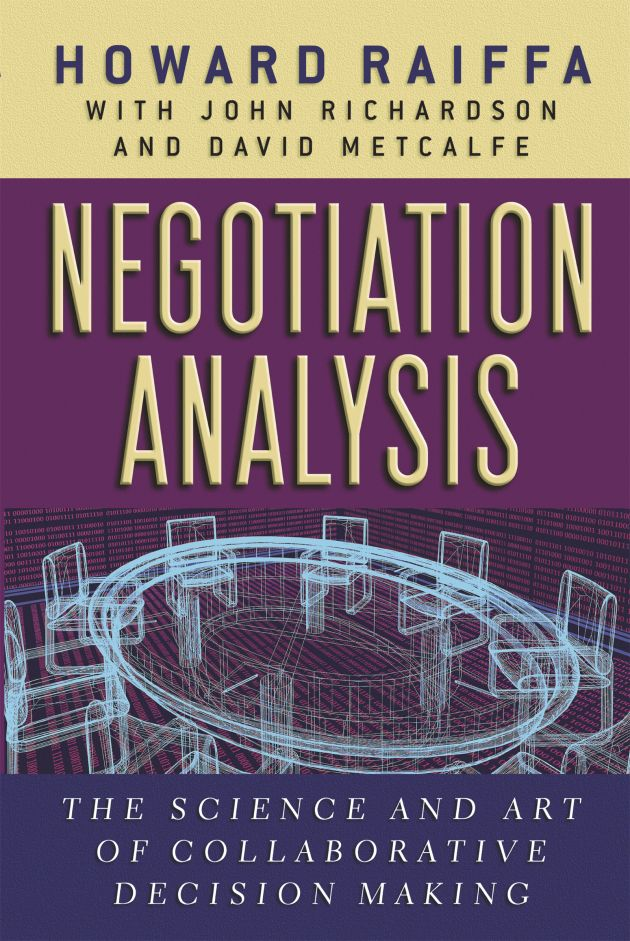 HOWARD RAIFFA
WITH JOHN RICHARDSON
AND DAVID METCALFE
NEGOTIATION
ANALYSIS
THE SCIENCE AND ART
OF COLLABORATIVE
DECISION MAKING